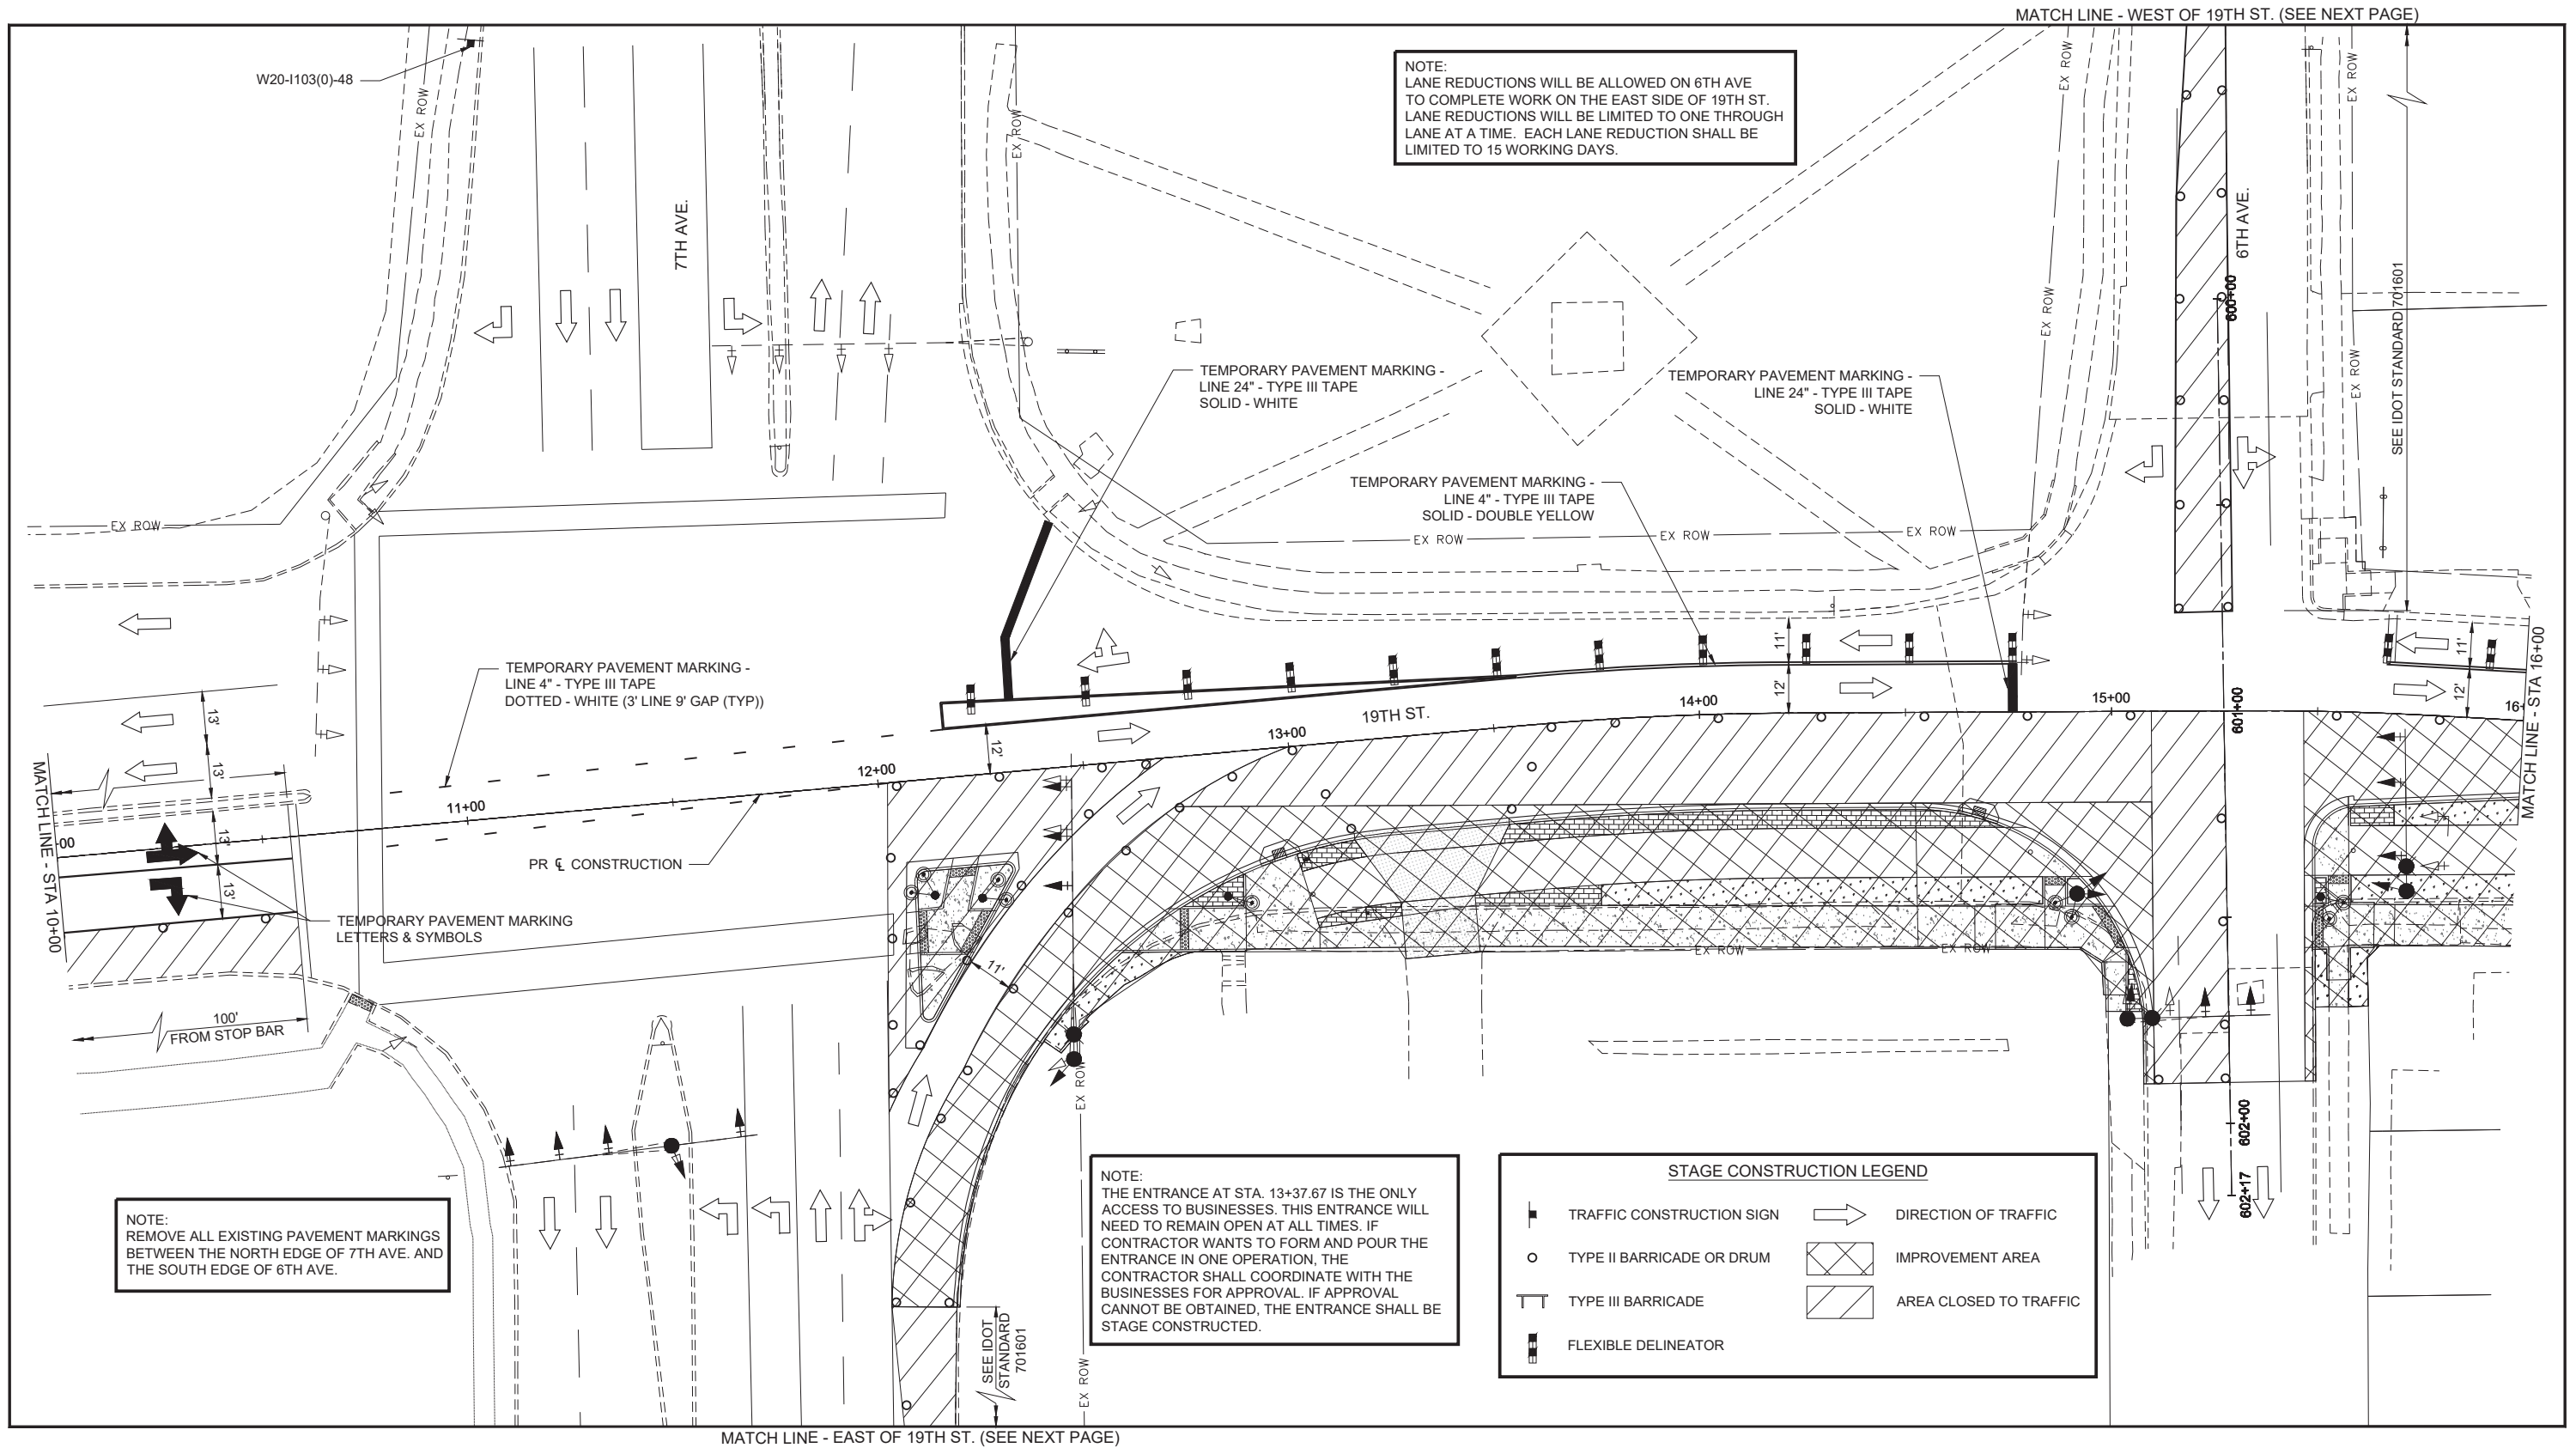 MATCH LINE - WEST OF 19TH ST. (SEE NEXT PAGE)
W20-I103(0)-48
EX ROW
7TH AVE.
EX ROW
NOTE:
LANE REDUCTIONS WILL BE ALLOWED ON 6TH AVE
TO COMPLETE WORK ON THE EAST SIDE OF 19TH ST.
LANE REDUCTIONS WILL BE LIMITED TO ONE THROUGH
LANE AT A TIME. EACH LANE REDUCTION SHALL BE
LIMITED TO 15 WORKING DAYS.
EX ROW
EX ROW
EX ROW
EX ROW
6TH AVE.
600+00
SEE IDOT STANDARD 701601
TEMPORARY PAVEMENT MARKING -
LINE 24" - TYPE III TAPE
SOLID - WHITE
TEMPORARY PAVEMENT MARKING -
LINE 24" - TYPE III TAPE
SOLID - WHITE
TEMPORARY PAVEMENT MARKING -
LINE 4" - TYPE III TAPE
SOLID - DOUBLE YELLOW
EX ROW
EX ROW
EX ROW
EX ROW
TEMPORARY PAVEMENT MARKING -
LINE 4" - TYPE III TAPE
DOTTED - WHITE (3' LINE 9' GAP (TYP))
11'
12'
11'
12'
13'
13'
13'
13'
12'
19TH ST.
00
11+00
12+00
13+00
14+00
15+00
16+
601+00
MATCH LINE - STA 16+00
MATCH LINE - STA 10+00
PR CL CONSTRUCTION
TEMPORARY PAVEMENT MARKING
LETTERS & SYMBOLS
11'
EX ROW
EX ROW
100'
FROM STOP BAR
EX ROW
602+00
602+17
NOTE:
REMOVE ALL EXISTING PAVEMENT MARKINGS
BETWEEN THE NORTH EDGE OF 7TH AVE. AND
THE SOUTH EDGE OF 6TH AVE.
NOTE:
THE ENTRANCE AT STA. 13+37.67 IS THE ONLY
ACCESS TO BUSINESSES. THIS ENTRANCE WILL
NEED TO REMAIN OPEN AT ALL TIMES. IF
CONTRACTOR WANTS TO FORM AND POUR THE
ENTRANCE IN ONE OPERATION, THE
CONTRACTOR SHALL COORDINATE WITH THE
BUSINESSES FOR APPROVAL. IF APPROVAL
CANNOT BE OBTAINED, THE ENTRANCE SHALL BE
STAGE CONSTRUCTED.
STAGE CONSTRUCTION LEGEND
TRAFFIC CONSTRUCTION SIGN
DIRECTION OF TRAFFIC
TYPE II BARRICADE OR DRUM
IMPROVEMENT AREA
TYPE III BARRICADE
AREA CLOSED TO TRAFFIC
FLEXIBLE DELINEATOR
SEE IDOT
STANDARD
701601
EX ROW
MATCH LINE - EAST OF 19TH ST. (SEE NEXT PAGE)